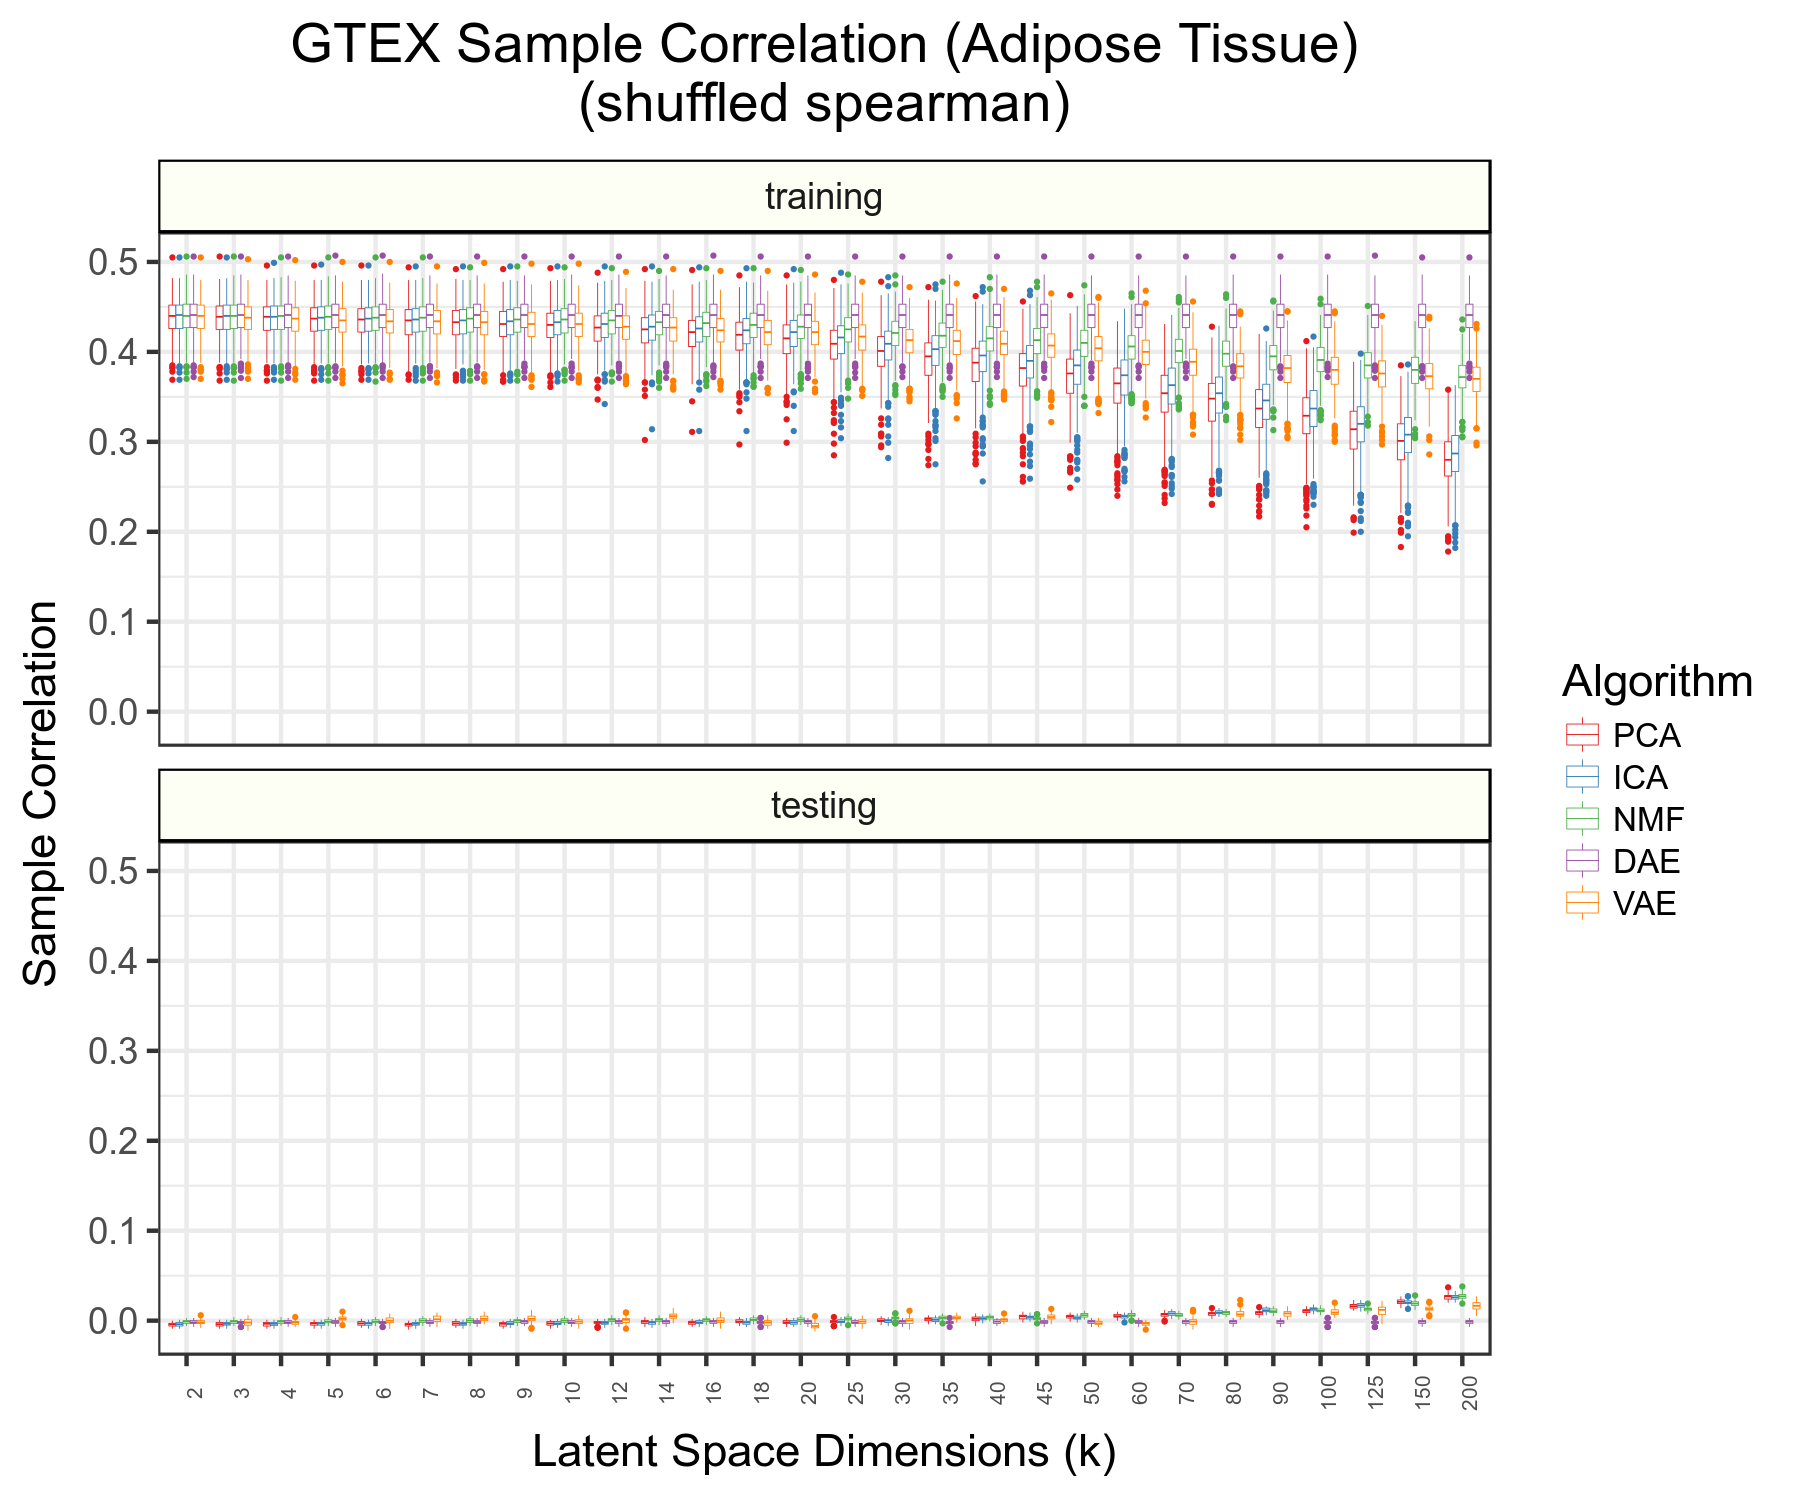 GTEX Sample Correlation (Adipose Tissue)
(shuffled spearman)
training
0.5
0.4
0.3
0.2
0.1
0.0
testing
0.5
0.4
0.3
0.2
0.1
0.0
Sample Correlation
2 3 4 5 6 7 8 9 10 12 14 16 18 20 25 30 35 40 45 50 60 70 80 90 100 125 150 200
Latent Space Dimensions (k)
Algorithm
PCA
ICA
NMF
DAE
VAE